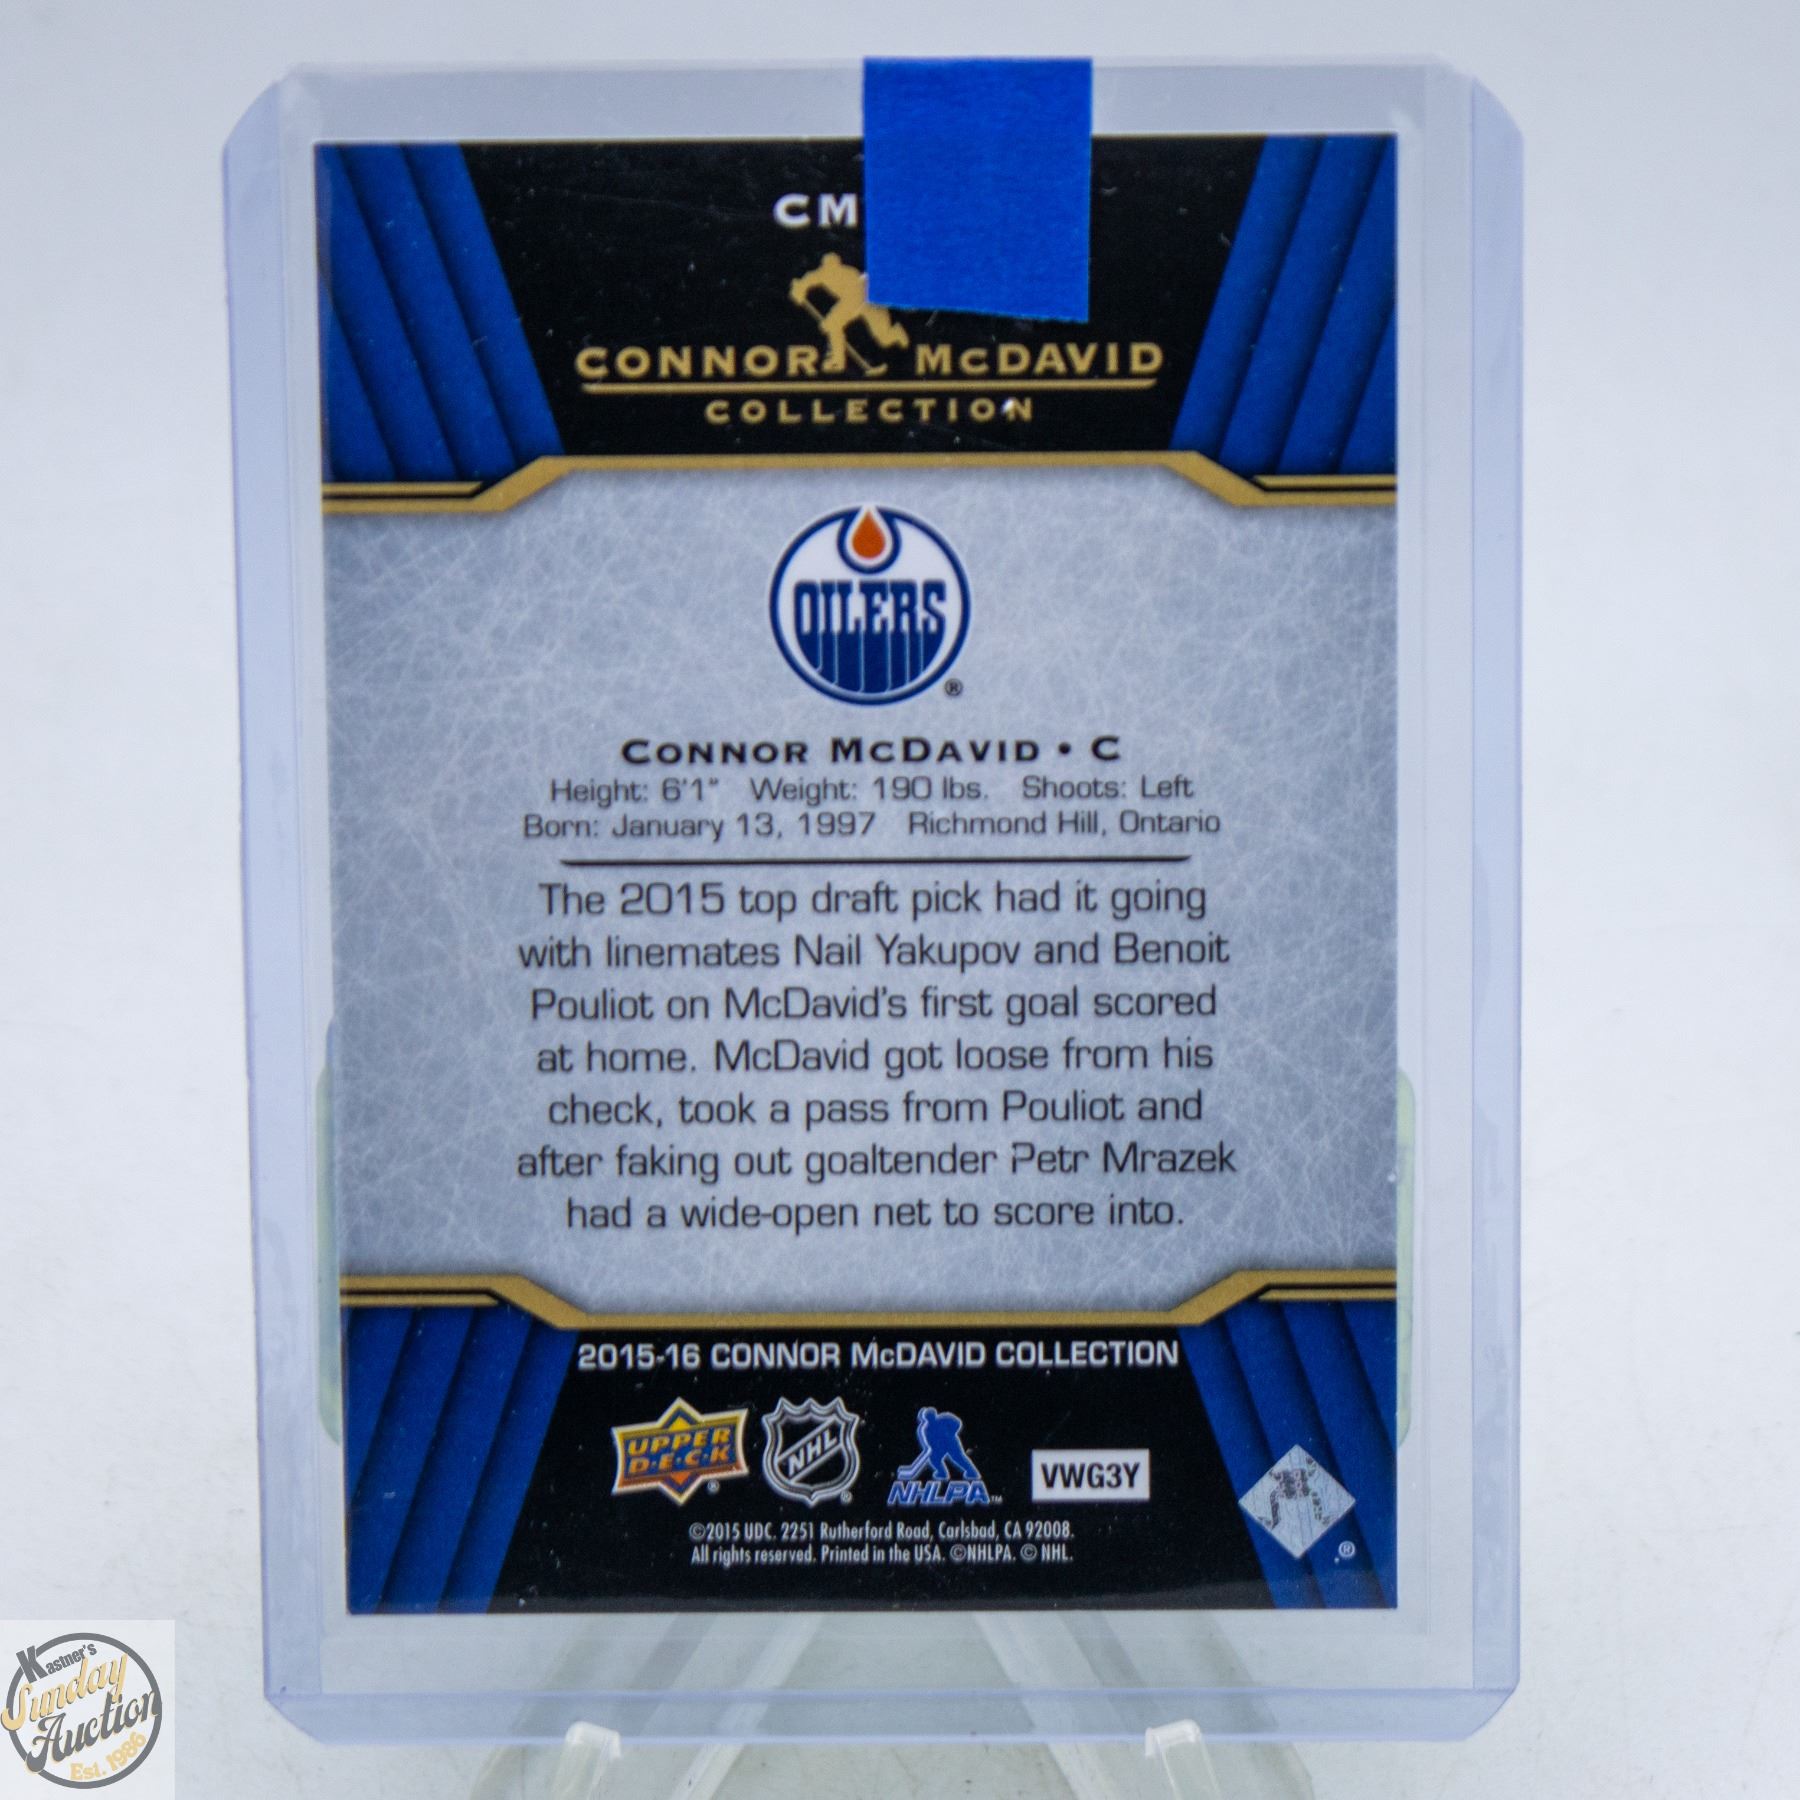 CM
CONNOR McDAVID
COLLECTION
OILERS
®
CONNOR McDAVID • C
Height: 6'1" Weight: 190 lbs. Shoots: Left
Born: January 13, 1997 Richmond Hill, Ontario
The 2015 top draft pick had it going
with linemates Nail Yakupov and Benoit
Pouliot on McDavid's first goal scored
at home. McDavid got loose from his
check, took a pass from Pouliot and
after faking out goaltender Petr Mrazek
had a wide-open net to score into.
2015-16 CONNOR McDAVID COLLECTION
UPPER
D·E·C·K ®
NHL ®
NHLPA™
VWG3Y
®
©2015 UDC. 2251 Rutherford Road, Carlsbad, CA 92008.
All rights reserved. Printed in the USA. ©NHLPA. © NHL.
Kastner's
Sunday
Auction
Est. 1986